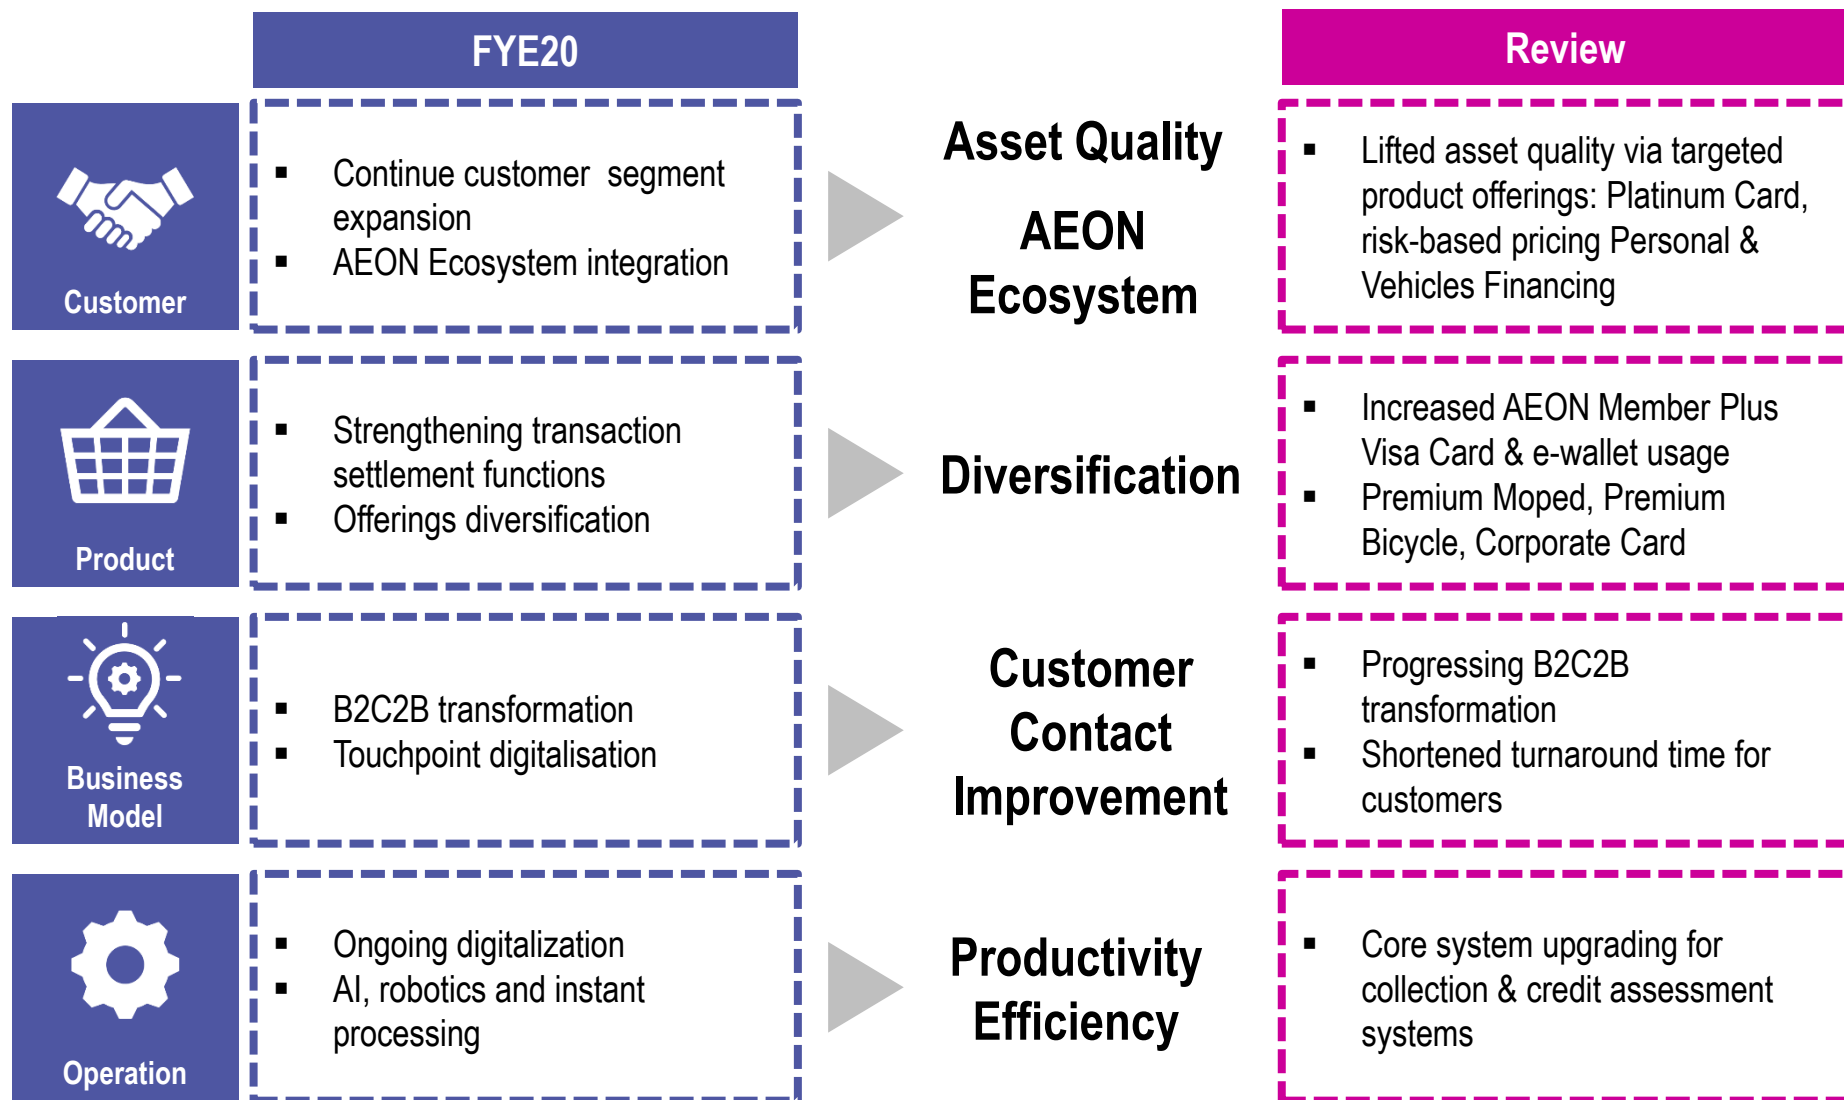 FYE20
Review
Customer
▪ Continue customer segment
expansion
▪ AEON Ecosystem integration
Asset Quality
AEON
Ecosystem
▪ Lifted asset quality via targeted
product offerings: Platinum Card,
risk-based pricing Personal &
Vehicles Financing
Product
▪ Strengthening transaction
settlement functions
▪ Offerings diversification
Diversification
▪ Increased AEON Member Plus
Visa Card & e-wallet usage
▪ Premium Moped, Premium
Bicycle, Corporate Card
Business
Model
▪ B2C2B transformation
▪ Touchpoint digitalisation
Customer
Contact
Improvement
▪ Progressing B2C2B
transformation
▪ Shortened turnaround time for
customers
Operation
▪ Ongoing digitalization
▪ AI, robotics and instant
processing
Productivity
Efficiency
▪ Core system upgrading for
collection & credit assessment
systems